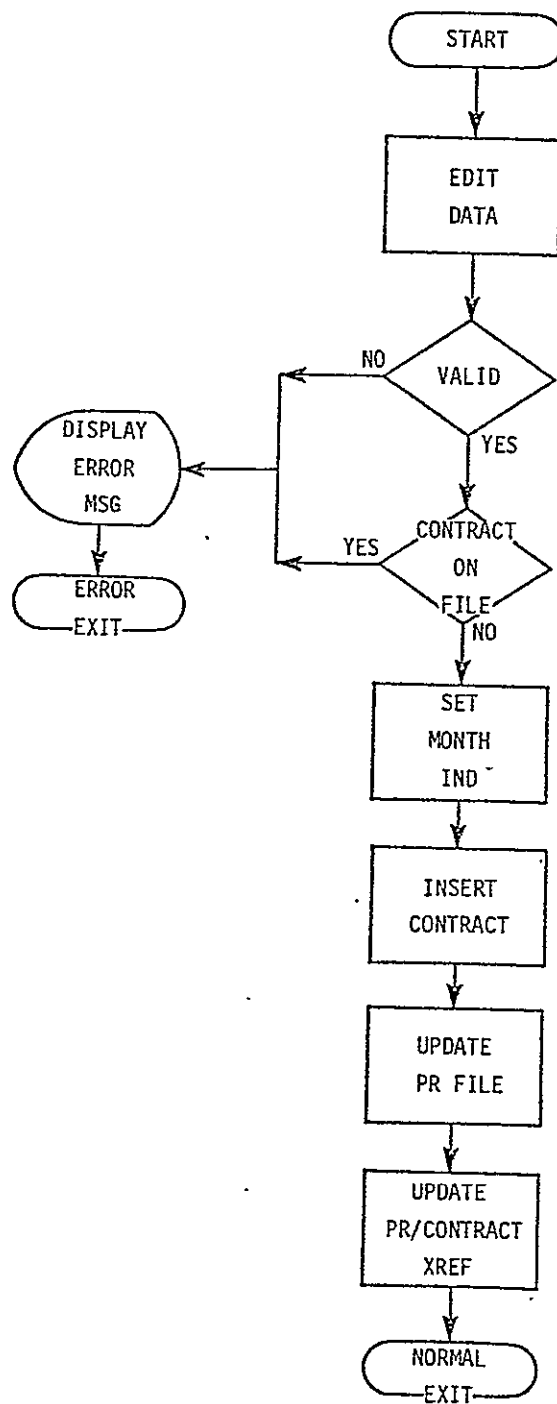 START
EDIT
DATA
NO
VALID
YES
DISPLAY
ERROR
MSG
ERROR
EXIT
YES
CONTRACT
ON
FILE
NO
SET
MONTH
IND
INSERT
CONTRACT
UPDATE
PR FILE
UPDATE
PR/CONTRACT
XREF
NORMAL
EXIT